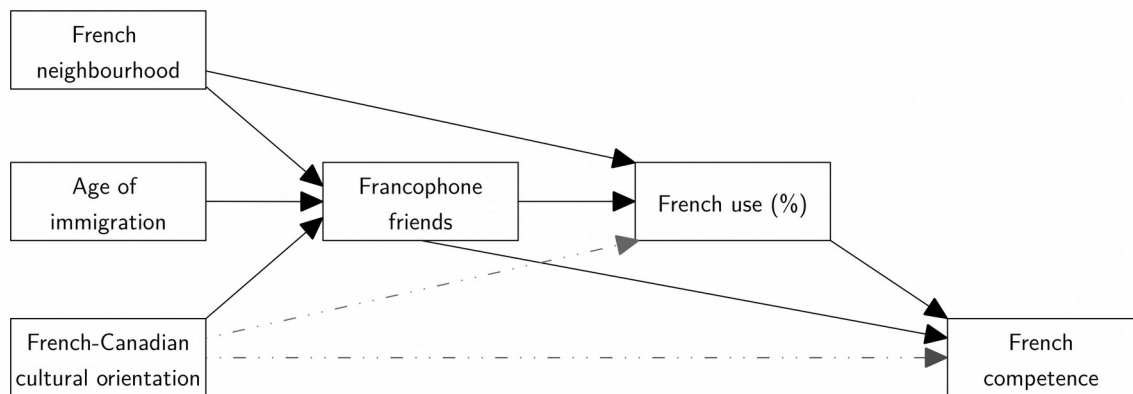 French
neighbourhood
Age of
immigration
Francophone
friends
French use (%)
French-Canadian
cultural orientation
French
competence